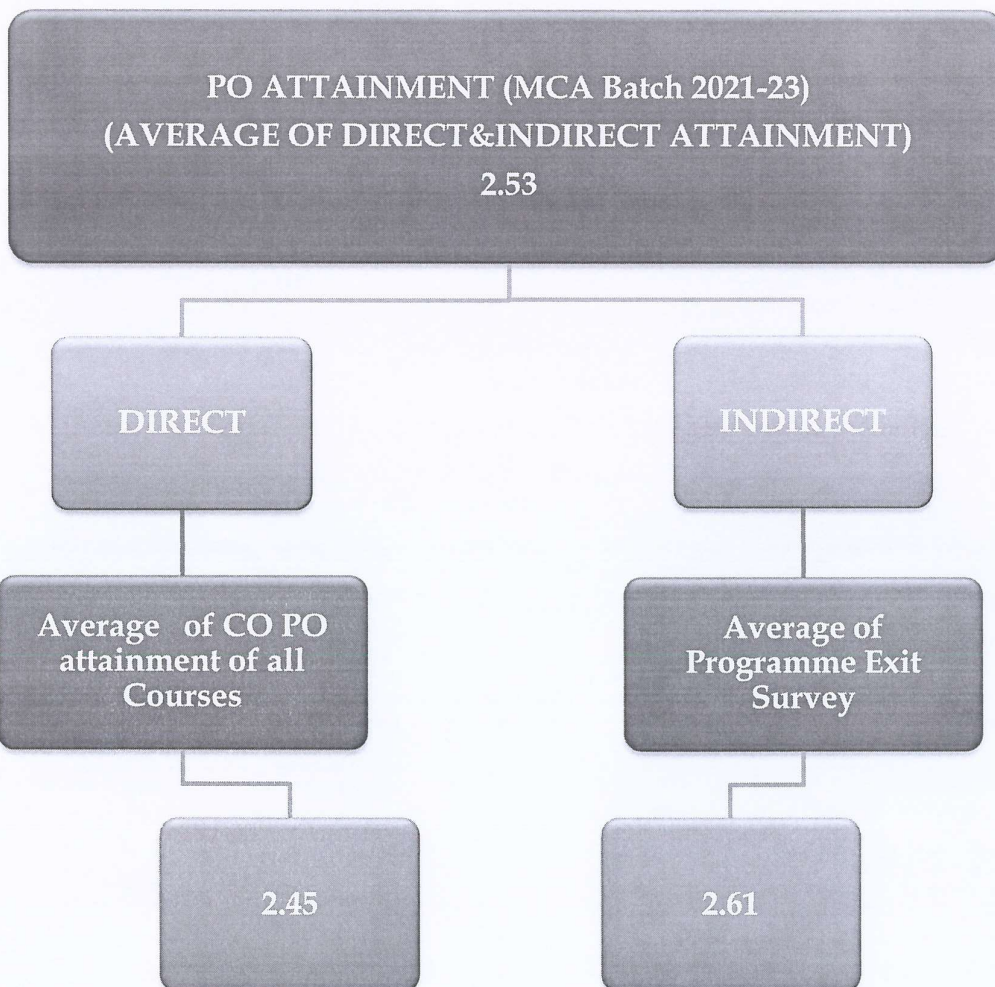 PO ATTAINMENT (MCA Batch 2021-23)
(AVERAGE OF DIRECT&INDIRECT ATTAINMENT)
2.53
DIRECT
INDIRECT
Average of CO PO
attainment of all
Courses
Average of
Programme Exit
Survey
2.45
2.61